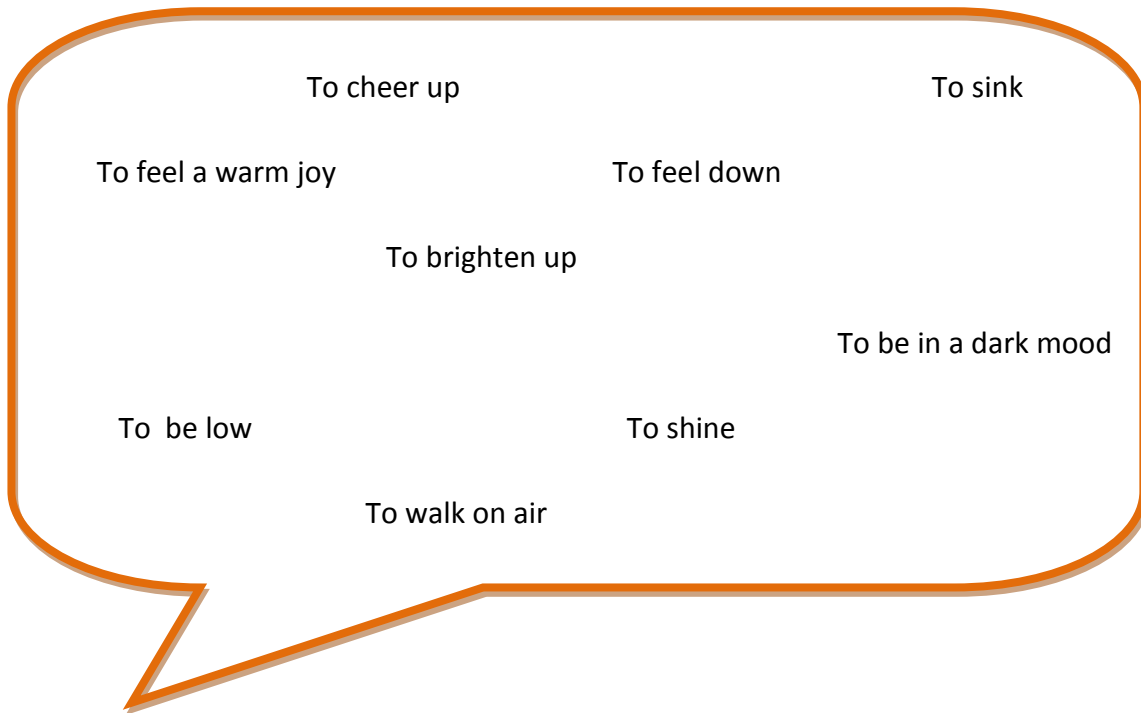 To cheer up To sink
To feel a warm joy To feel down
To brighten up
To be in a dark mood
To  be low To shine
To walk on air